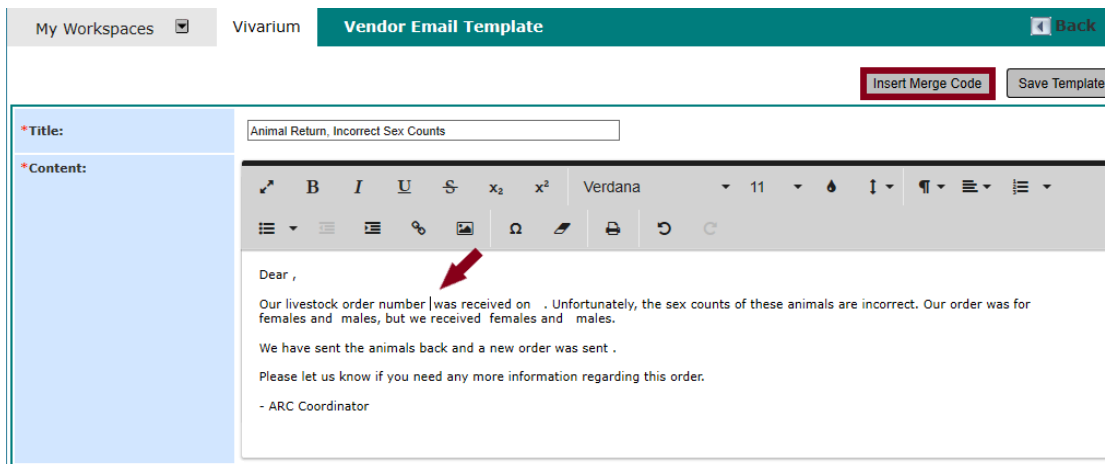 My Workspaces Vivarium Vendor Email Template Back
Insert Merge Code Save Template
*Title: Animal Return, Incorrect Sex Counts
*Content:
B I U S x₂ x² Verdana 11 ¶
Ω
Dear ,
Our livestock order number was received on . Unfortunately, the sex counts of these animals are incorrect. Our order was for
females and males, but we received females and males.
We have sent the animals back and a new order was sent .
Please let us know if you need any more information regarding this order.
- ARC Coordinator